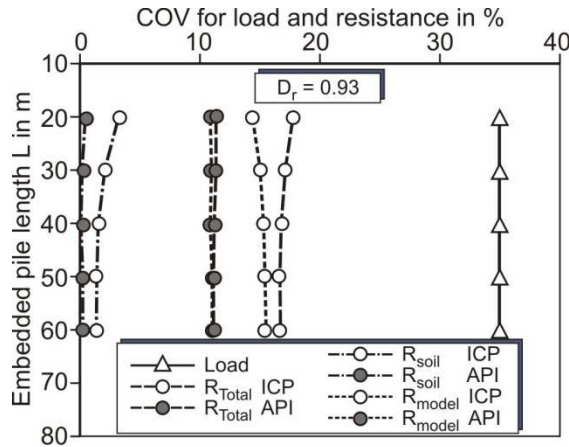 COV for load and resistance in %
0 10 20 30 40
Embedded pile length L in m
10
20
30
40
50
60
70
80
D_r = 0.93
Load
R_Total ICP
R_Total API
R_soil ICP
R_soil API
R_model ICP
R_model API